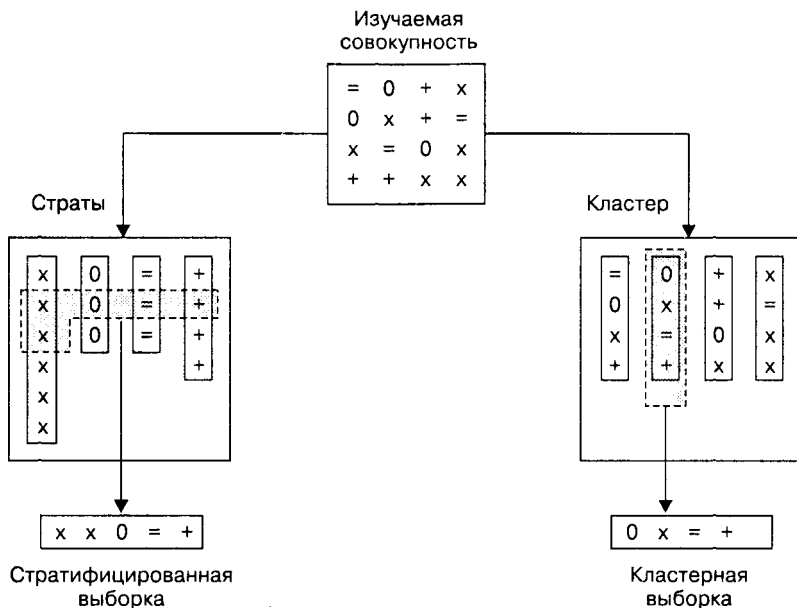 Изучаемая
совокупность
= 0 + x
0 x + =
x = 0 x
+ + x x
Страты
x 0 = +
x 0 = +
x 0 = +
x +
x
x
x x 0 = +
Стратифицированная
выборка
Кластер
= 0 + x
0 x + =
x = 0 x
+ + x x
0 x = +
Кластерная
выборка